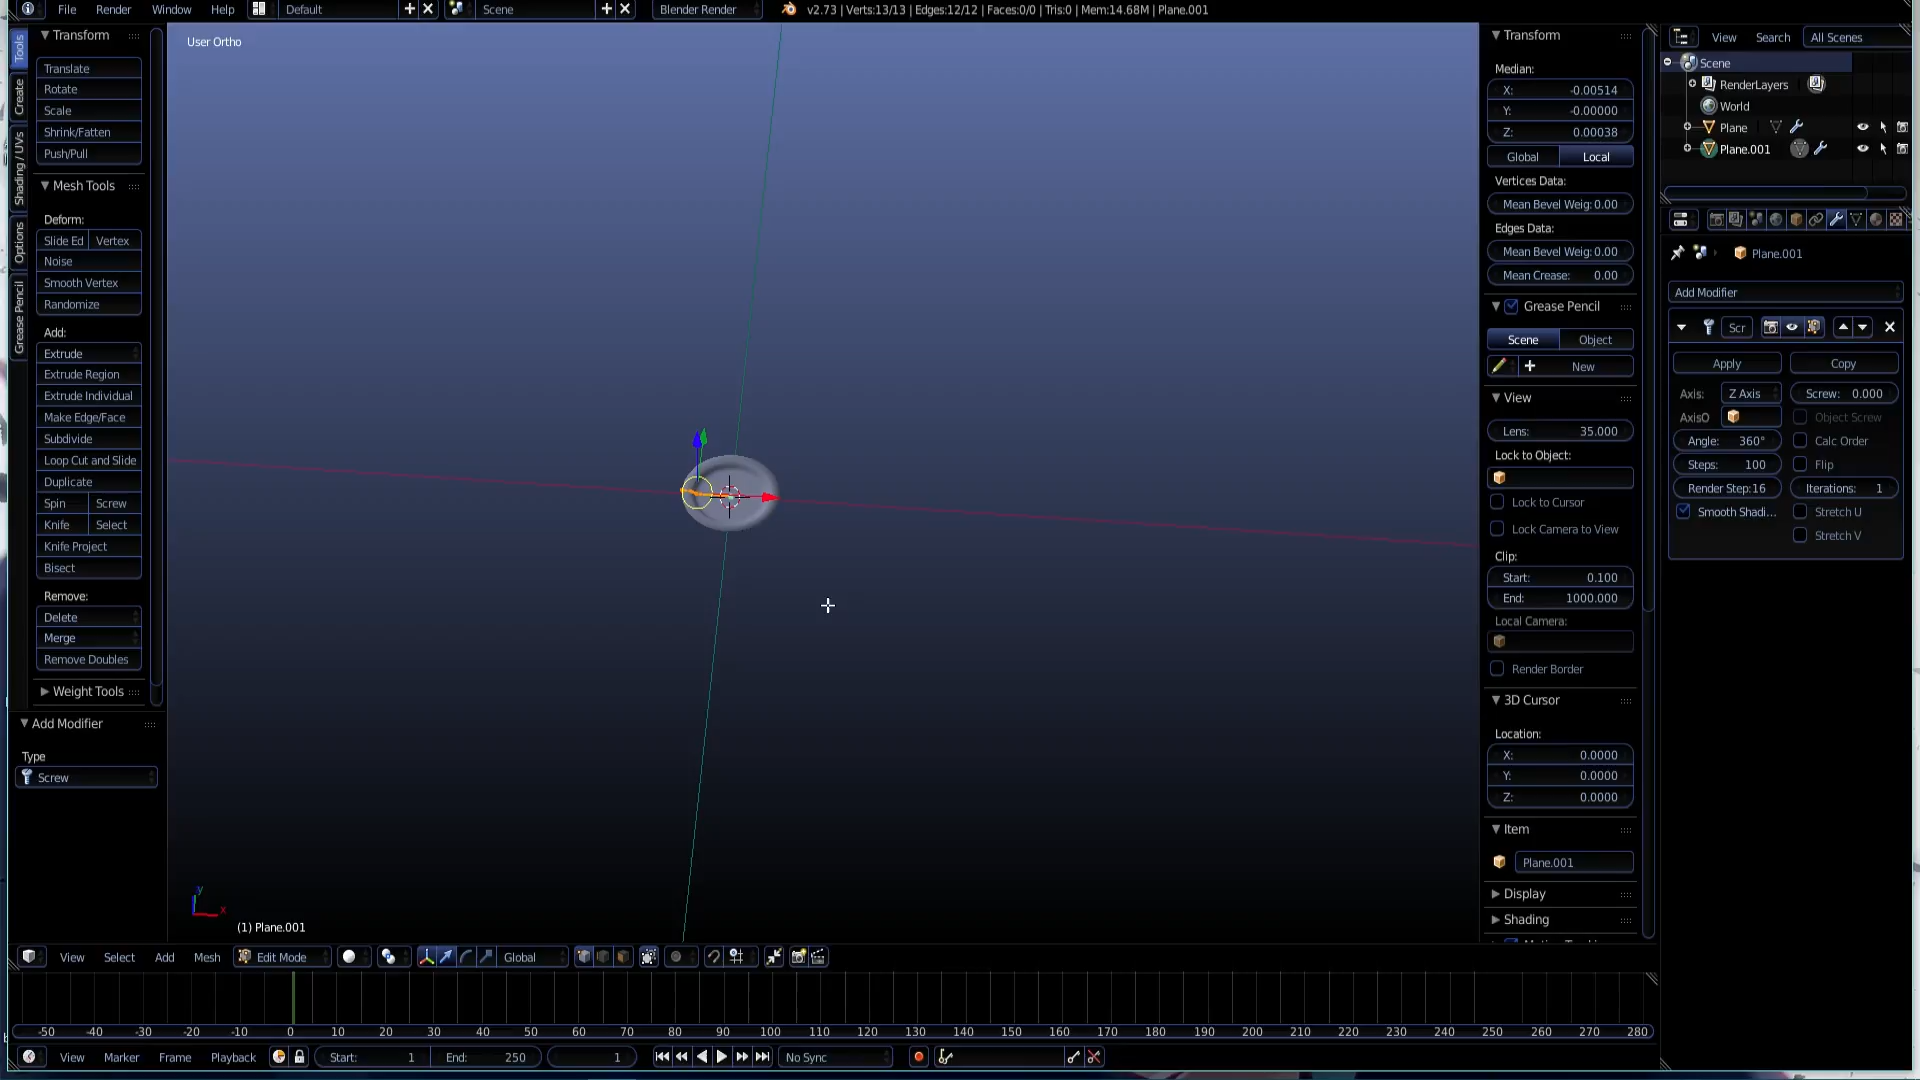 File Render Window Help Default Scene Blender Render v2.73 | Verts:13/13 | Edges:12/12 | Faces:0/0 | Tris:0 | Mem:14.68M | Plane.001
Tools
Create
Shading / UVs
Options
Grease Pencil
Transform
Translate
Rotate
Scale
Shrink/Fatten
Push/Pull
Mesh Tools
Deform:
Slide Ed Vertex
Noise
Smooth Vertex
Randomize
Add:
Extrude
Extrude Region
Extrude Individual
Make Edge/Face
Subdivide
Loop Cut and Slide
Duplicate
Spin Screw
Knife Select
Knife Project
Bisect
Remove:
Delete
Merge
Remove Doubles
Weight Tools
Add Modifier
Type
Screw
User Ortho
y
x
(1) Plane.001
Transform
Median:
X: -0.00514
Y: -0.00000
Z: 0.00038
Global Local
Vertices Data:
Mean Bevel Weig: 0.00
Edges Data:
Mean Bevel Weig: 0.00
Mean Crease: 0.00
Grease Pencil
Scene Object
New
View
Lens: 35.000
Lock to Object:
Lock to Cursor
Lock Camera to View
Clip:
Start: 0.100
End: 1000.000
Local Camera:
Render Border
3D Cursor
Location:
X: 0.0000
Y: 0.0000
Z: 0.0000
Item
Plane.001
Display
Shading
View Search All Scenes
Scene
RenderLayers
World
Plane
Plane.001
Plane.001
Add Modifier
Scr
Apply Copy
Axis: Z Axis Screw: 0.000
AxisO Object Screw
Angle: 360° Calc Order
Steps: 100 Flip
Render Step:16 Iterations: 1
Smooth Shadi... Stretch U
Stretch V
View Select Add Mesh Edit Mode Global
-50 -40 -30 -20 -10 0 10 20 30 40 50 60 70 80 90 100 110 120 130 140 150 160 170 180 190 200 210 220 230 240 250 260 270 280
View Marker Frame Playback Start: 1 End: 250 1 No Sync